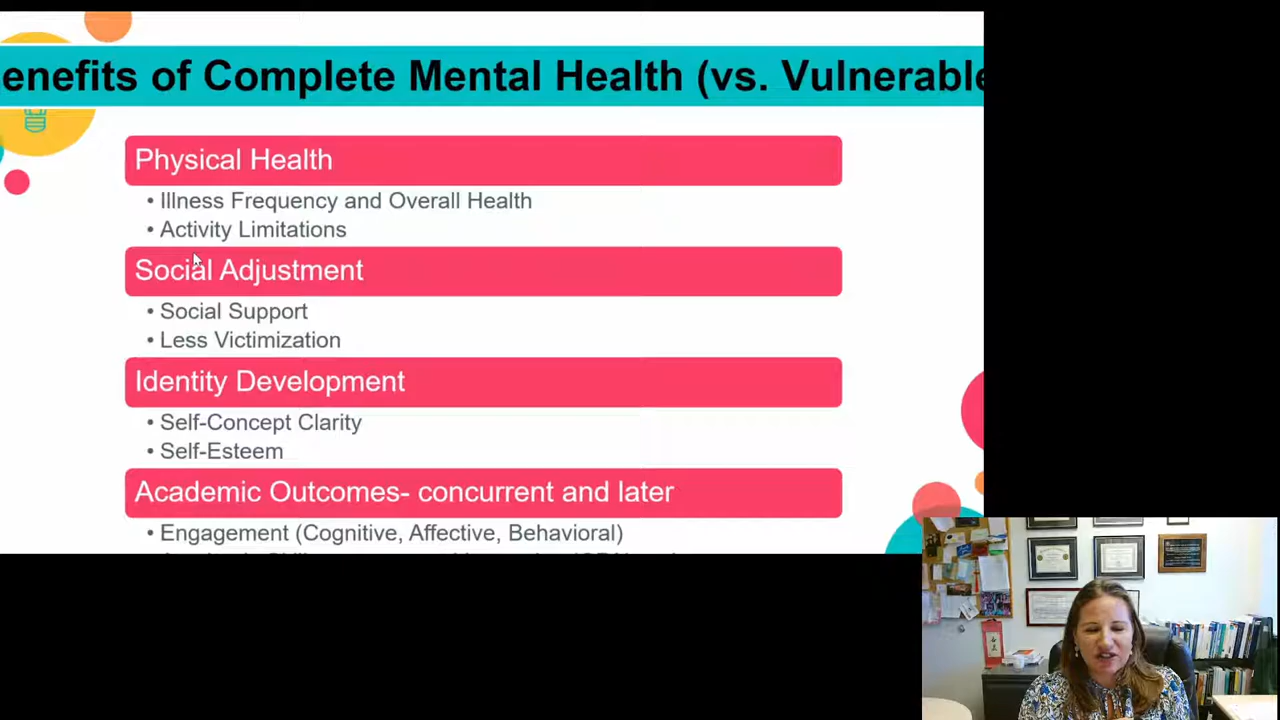 enefits of Complete Mental Health (vs. Vulnerable
Physical Health
• Illness Frequency and Overall Health
• Activity Limitations
Social Adjustment
• Social Support
• Less Victimization
Identity Development
• Self-Concept Clarity
• Self-Esteem
Academic Outcomes- concurrent and later
• Engagement (Cognitive, Affective, Behavioral)